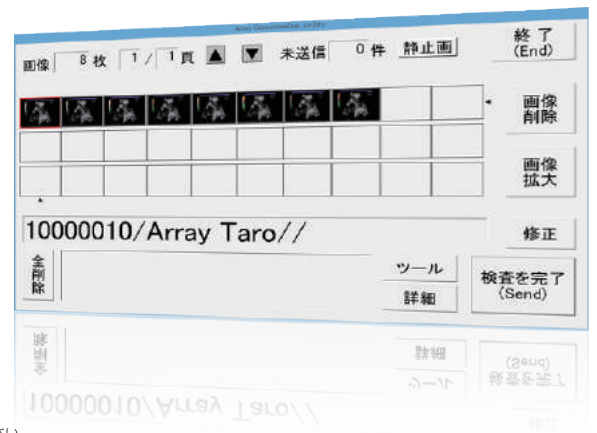 画像 8 枚 1 / 1 頁 ▲ ▼ 未送信 0 件 静止画
終了
(End)
画像
削除
画像
拡大
10000010/Array Taro//
修正
全削除
ツール
詳細
検査を完了
(Send)